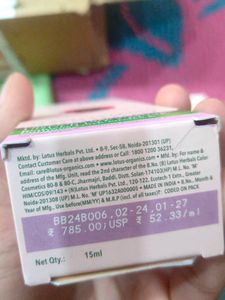 Mktd. by: Lotus Herbals Pvt. Ltd. • B-9, Sec-58, Noida-201301 (UP)
Contact Customer Care at above address or Call: 1800 1200 36231,
Email: care@lotus-organics.com • www.lotus-organics.com • Mfg. by: For name & address
of the Mfg. Unit, read the 2nd character of the B.No. (E) Lotus Herbals Color
Cosmetics 80-B & 80-C, Jharmajri, Baddi, Distt. Solan-174103(HP) M.L. No. 'M'
HIM/COS/09/143 • (N)Lotus Herbals Pvt. Ltd., 120-122, Ecotech 1 Extn., Greater
Noida-201308 (UP) M.L. No. 'M' UP1632A000001 • MADE IN INDIA • B.No., Month &
Year of Mfg., Use before(MM/YY) & M.R.P (incl. of all taxes)*: CODED ON PACK
BB24B006,02-24,01-27
₹ 785.00; USP ₹ 52.33/ml
Net Qty.: 15ml